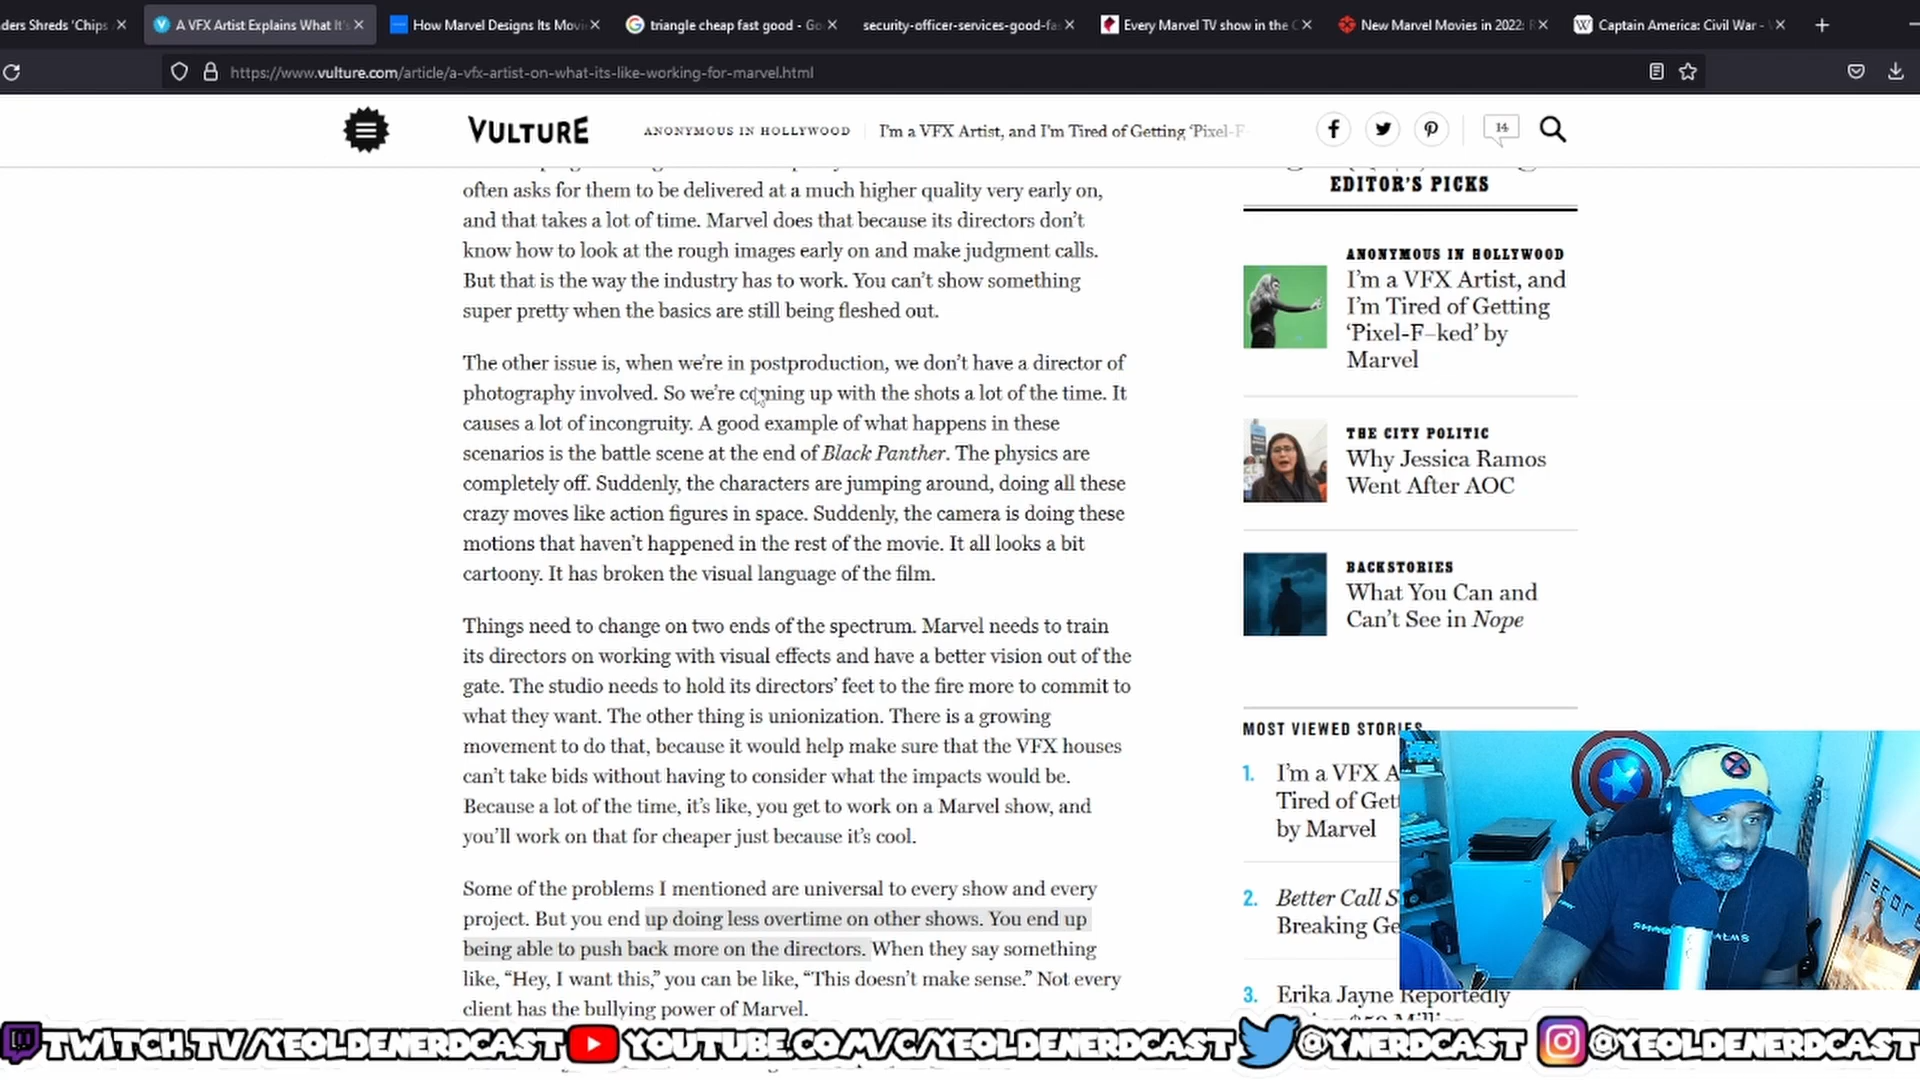 ders Shreds 'Chips
A VFX Artist Explains What It's
How Marvel Designs Its Movie
triangle cheap fast good - Go
security-officer-services-good-fa
Every Marvel TV show in the C
New Marvel Movies in 2022: R
Captain America: Civil War -
https://www.vulture.com/article/a-vfx-artist-on-what-its-like-working-for-marvel.html
VULTURE
ANONYMOUS IN HOLLYWOOD
I'm a VFX Artist, and I'm Tired of Getting 'Pixel-F
14
often asks for them to be delivered at a much higher quality very early on,
and that takes a lot of time. Marvel does that because its directors don't
know how to look at the rough images early on and make judgment calls.
But that is the way the industry has to work. You can't show something
super pretty when the basics are still being fleshed out.
The other issue is, when we're in postproduction, we don't have a director of
photography involved. So we're coming up with the shots a lot of the time. It
causes a lot of incongruity. A good example of what happens in these
scenarios is the battle scene at the end of Black Panther. The physics are
completely off. Suddenly, the characters are jumping around, doing all these
crazy moves like action figures in space. Suddenly, the camera is doing these
motions that haven't happened in the rest of the movie. It all looks a bit
cartoony. It has broken the visual language of the film.
Things need to change on two ends of the spectrum. Marvel needs to train
its directors on working with visual effects and have a better vision out of the
gate. The studio needs to hold its directors' feet to the fire more to commit to
what they want. The other thing is unionization. There is a growing
movement to do that, because it would help make sure that the VFX houses
can't take bids without having to consider what the impacts would be.
Because a lot of the time, it's like, you get to work on a Marvel show, and
you'll work on that for cheaper just because it's cool.
Some of the problems I mentioned are universal to every show and every
project. But you end up doing less overtime on other shows. You end up
being able to push back more on the directors. When they say something
like, "Hey, I want this," you can be like, "This doesn't make sense." Not every
client has the bullying power of Marvel.
EDITOR'S PICKS
ANONYMOUS IN HOLLYWOOD
I'm a VFX Artist, and
I'm Tired of Getting
'Pixel-F–ked' by
Marvel
THE CITY POLITIC
Why Jessica Ramos
Went After AOC
BACKSTORIES
What You Can and
Can't See in Nope
MOST VIEWED STORIES
1. I'm a VFX A
Tired of Get
by Marvel
2. Better Call S
Breaking Ge
3. Erika Jayne Reportedly
TWITCH.TV/YEOLDENERDCAST
YOUTUBE.COM/C/YEOLDENERDCAST
@YNERDCAST
@YEOLDENERDCAST